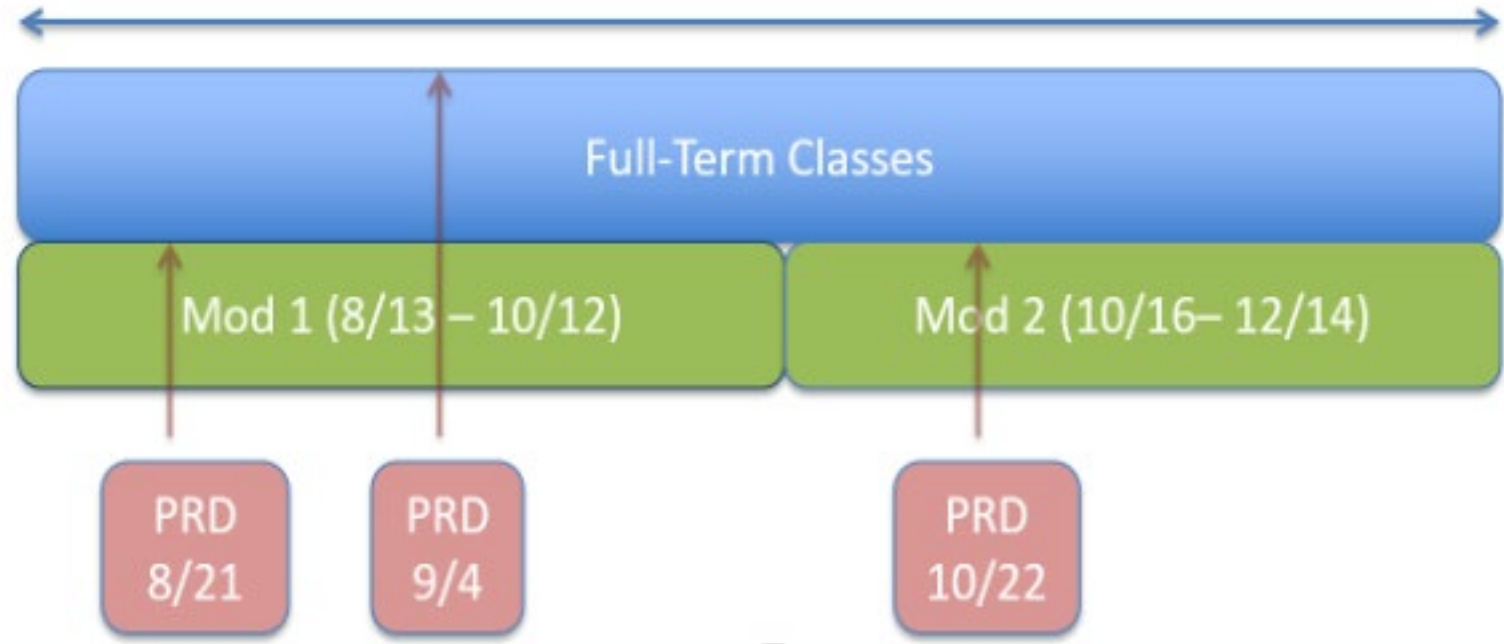 Full-Term Classes
Mod 1 (8/13 – 10/12)
Mod 2 (10/16– 12/14)
PRD
8/21
PRD
9/4
PRD
10/22